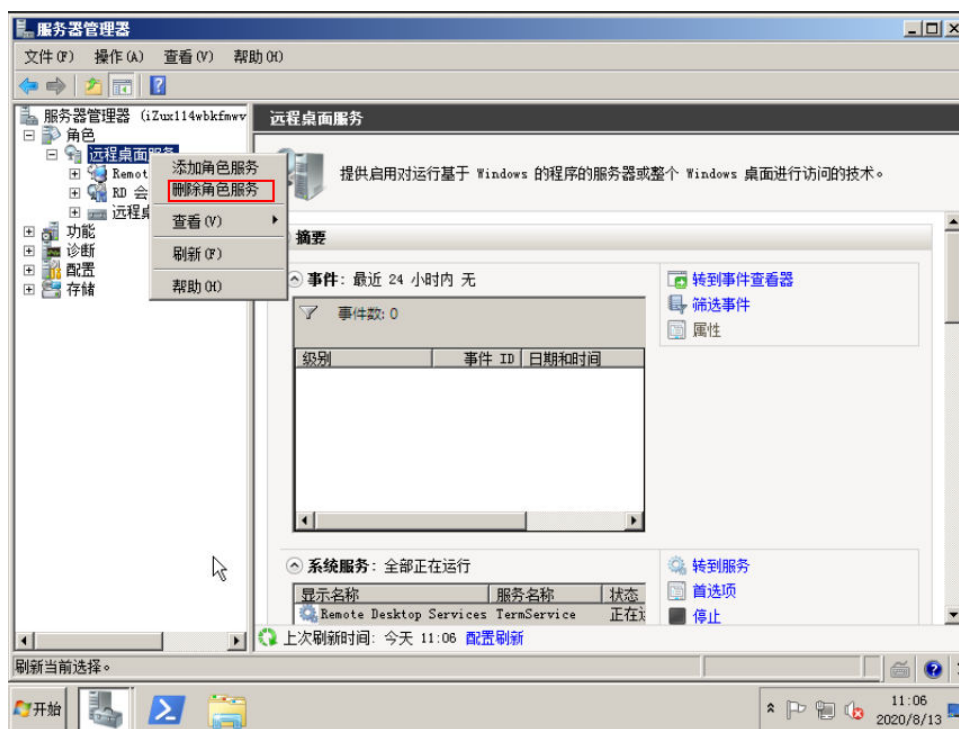 服务器管理器
文件(F) 操作(A) 查看(V) 帮助(H)
服务器管理器 (iZux114wbkfmwv
角色
远程桌面服务
Remot
RD 会
远程桌
功能
诊断
配置
存储
添加角色服务
删除角色服务
查看(V)
刷新(F)
帮助(H)
远程桌面服务
提供启用对运行基于 Windows 的程序的服务器或整个 Windows 桌面进行访问的技术。
摘要
事件: 最近 24 小时内 无
事件数: 0
级别 事件 ID 日期和时间
转到事件查看器
筛选事件
属性
系统服务: 全部正在运行
显示名称 服务名称 状态
Remote Desktop Services TermService 正在
转到服务
首选项
停止
上次刷新时间: 今天 11:06 配置刷新
刷新当前选择。
开始
11:06
2020/8/13